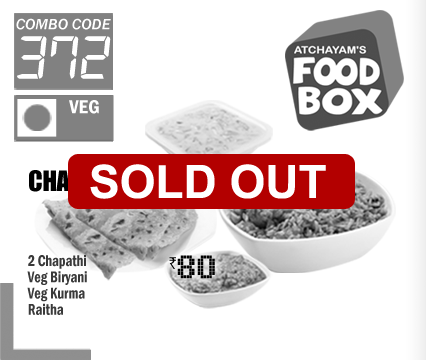 COMBO CODE
372
VEG
ATCHAYAM'S
FOOD
BOX
CHA
SOLD OUT
2 Chapathi
Veg Biryani
Veg Kurma
Raitha
₹80